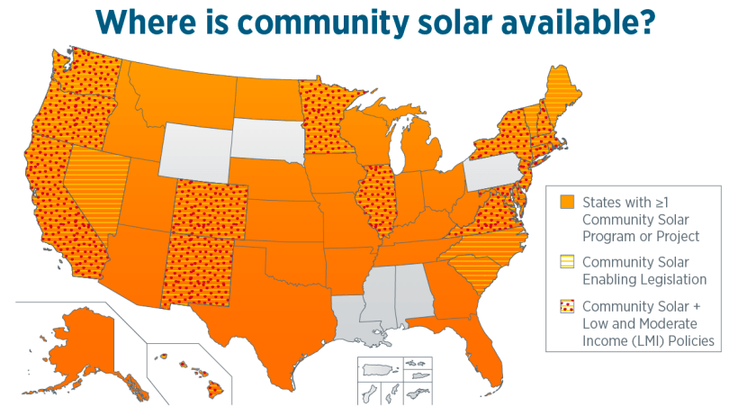 Where is community solar available?
States with ≥1
Community Solar
Program or Project
Community Solar
Enabling Legislation
Community Solar +
Low and Moderate
Income (LMI) Policies